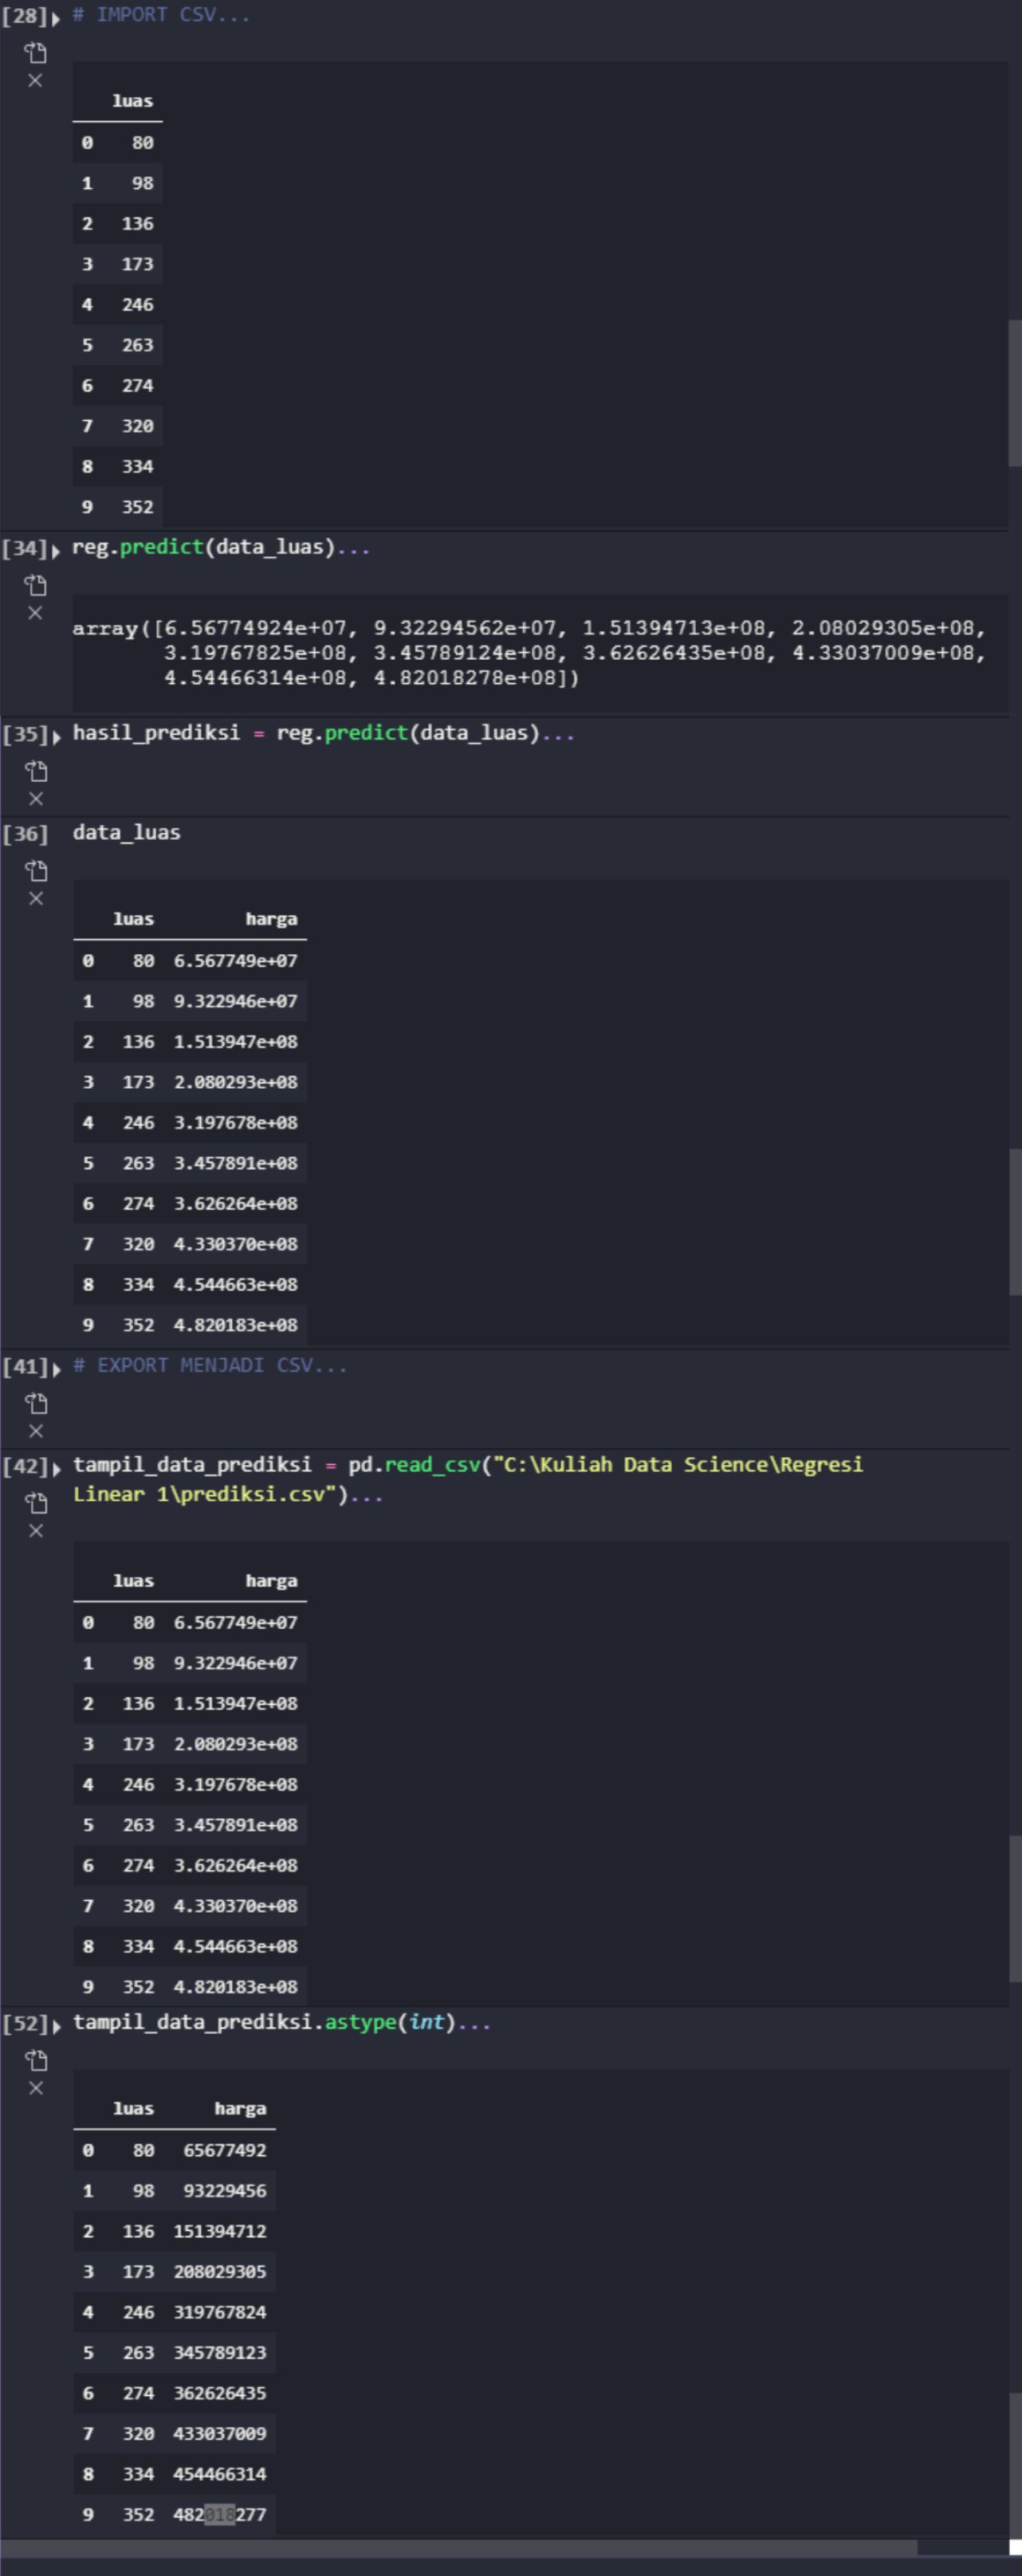 [28] # IMPORT CSV...
luas
0 80
1 98
2 136
3 173
4 246
5 263
6 274
7 320
8 334
9 352
[34] reg.predict(data_luas)...
array([6.56774924e+07, 9.32294562e+07, 1.51394713e+08, 2.08029305e+08,
3.19767825e+08, 3.45789124e+08, 3.62626435e+08, 4.33037009e+08,
4.54466314e+08, 4.82018278e+08])
[35] hasil_prediksi = reg.predict(data_luas)...
[36] data_luas
luas harga
0 80 6.567749e+07
1 98 9.322946e+07
2 136 1.513947e+08
3 173 2.080293e+08
4 246 3.197678e+08
5 263 3.457891e+08
6 274 3.626264e+08
7 320 4.330370e+08
8 334 4.544663e+08
9 352 4.820183e+08
[41] # EXPORT MENJADI CSV...
[42] tampil_data_prediksi = pd.read_csv("C:\Kuliah Data Science\Regresi
Linear 1\prediksi.csv")...
luas harga
0 80 6.567749e+07
1 98 9.322946e+07
2 136 1.513947e+08
3 173 2.080293e+08
4 246 3.197678e+08
5 263 3.457891e+08
6 274 3.626264e+08
7 320 4.330370e+08
8 334 4.544663e+08
9 352 4.820183e+08
[52] tampil_data_prediksi.astype(int)...
luas harga
0 80 65677492
1 98 93229456
2 136 151394712
3 173 208029305
4 246 319767824
5 263 345789123
6 274 362626435
7 320 433037009
8 334 454466314
9 352 482018277